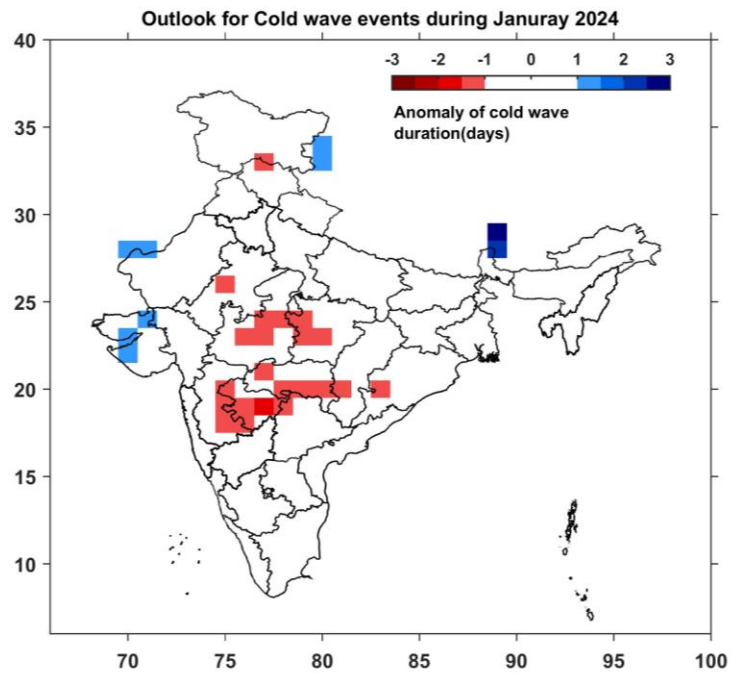 Outlook for Cold wave events during Januray 2024
40
-3 -2 -1 0 1 2 3
Anomaly of cold wave
duration(days)
35
30
25
20
15
10
70 75 80 85 90 95 100